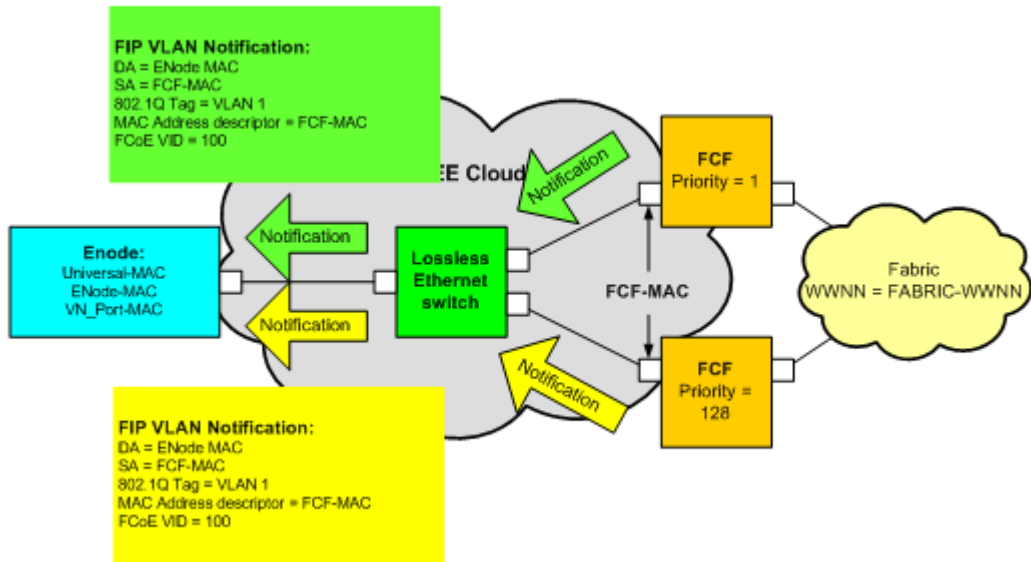 FIP VLAN Notification:
DA = ENode MAC
SA = FCF-MAC
802.1Q Tag = VLAN 1
MAC Address descriptor = FCF-MAC
FCoE VID = 100
EE Cloud
Notification
FCF
Priority = 1
Notification
Enode:
Universal-MAC
ENode-MAC
VN_Port-MAC
Lossless
Ethernet
switch
FCF-MAC
Fabric
WWNN = FABRIC-WWNN
Notification
Notification
FCF
Priority =
128
FIP VLAN Notification:
DA = ENode MAC
SA = FCF-MAC
802.1Q Tag = VLAN 1
MAC Address descriptor = FCF-MAC
FCoE VID = 100